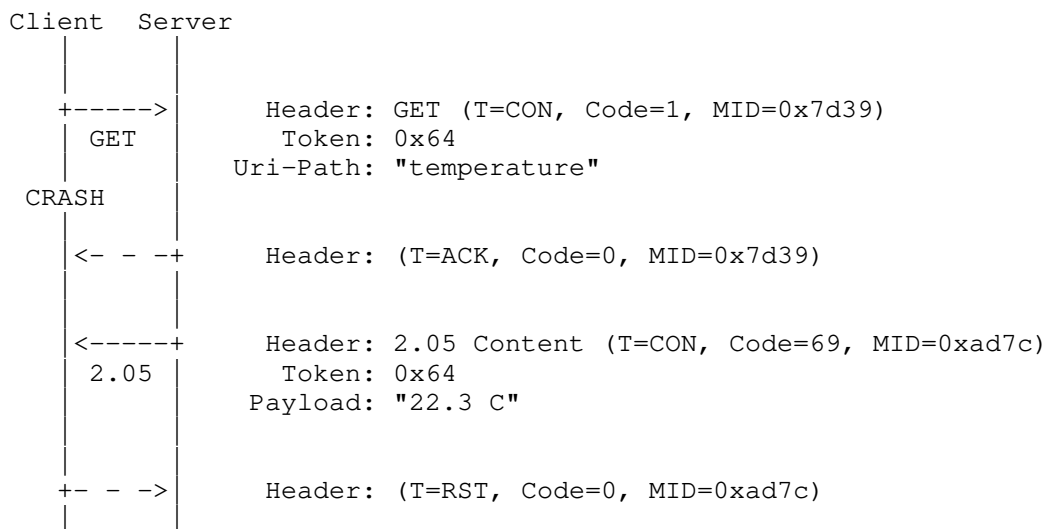 Client Server
+----->| Header: GET (T=CON, Code=1, MID=0x7d39)
| GET | Token: 0x64
| | Uri-Path: "temperature"
CRASH |
|<- - -+ Header: (T=ACK, Code=0, MID=0x7d39)
|<-----+ Header: 2.05 Content (T=CON, Code=69, MID=0xad7c)
| 2.05 | Token: 0x64
| | Payload: "22.3 C"
+- - ->| Header: (T=RST, Code=0, MID=0xad7c)